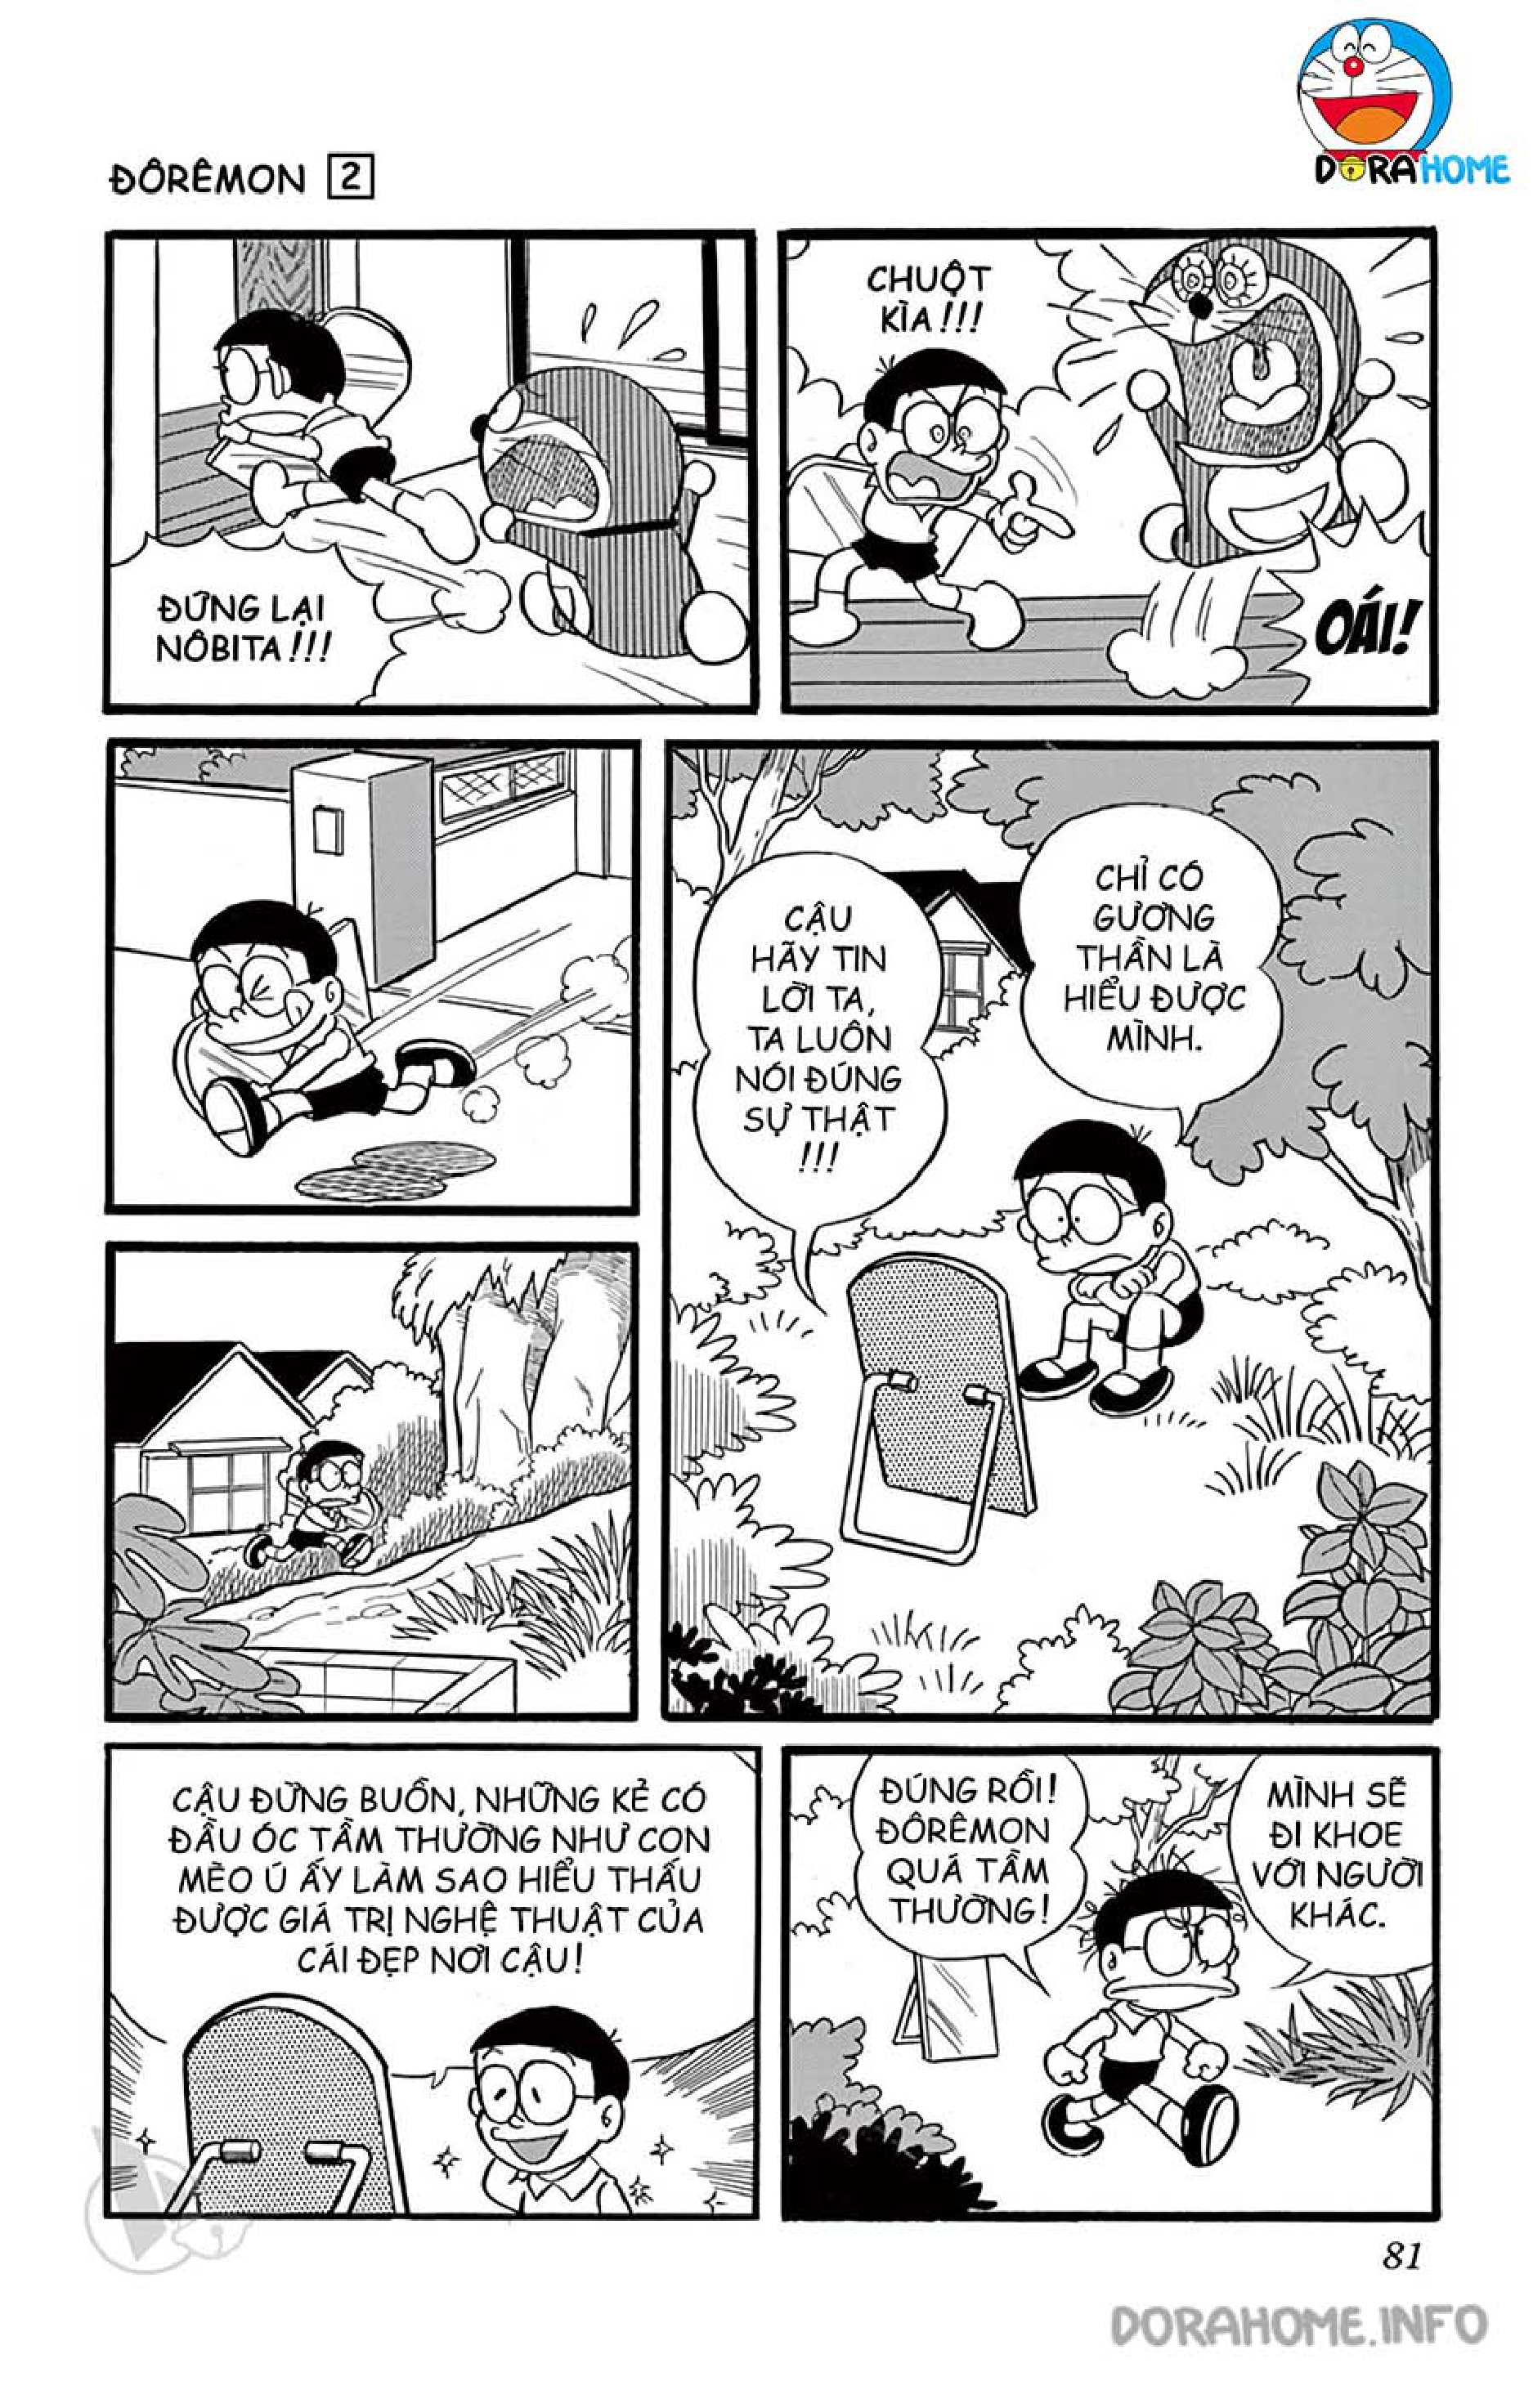 DORAHOME
ĐÔRÊMON 2
ĐỨNG LẠI
NÔBITA!!!
CHUỘT
KÌA!!!
OÁI!
CẬU
HÃY TIN
LỜI TA,
TA LUÔN
NÓI ĐÚNG
SỰ THẬT
!!!
CHỈ CÓ
GƯƠNG
THẦN LÀ
HIỂU ĐƯỢC
MÌNH.
CẬU ĐỪNG BUỒN, NHỮNG KẺ CÓ
ĐẦU ÓC TẦM THƯỜNG NHƯ CON
MÈO Ú ẤY LÀM SAO HIỂU THẤU
ĐƯỢC GIÁ TRỊ NGHỆ THUẬT CỦA
CÁI ĐẸP NƠI CẬU!
ĐÚNG RỒI!
ĐÔRÊMON
QUÁ TẦM
THƯỜNG!
MÌNH SẼ
ĐI KHOE
VỚI NGƯỜI
KHÁC.
81
DORAHOME.INFO